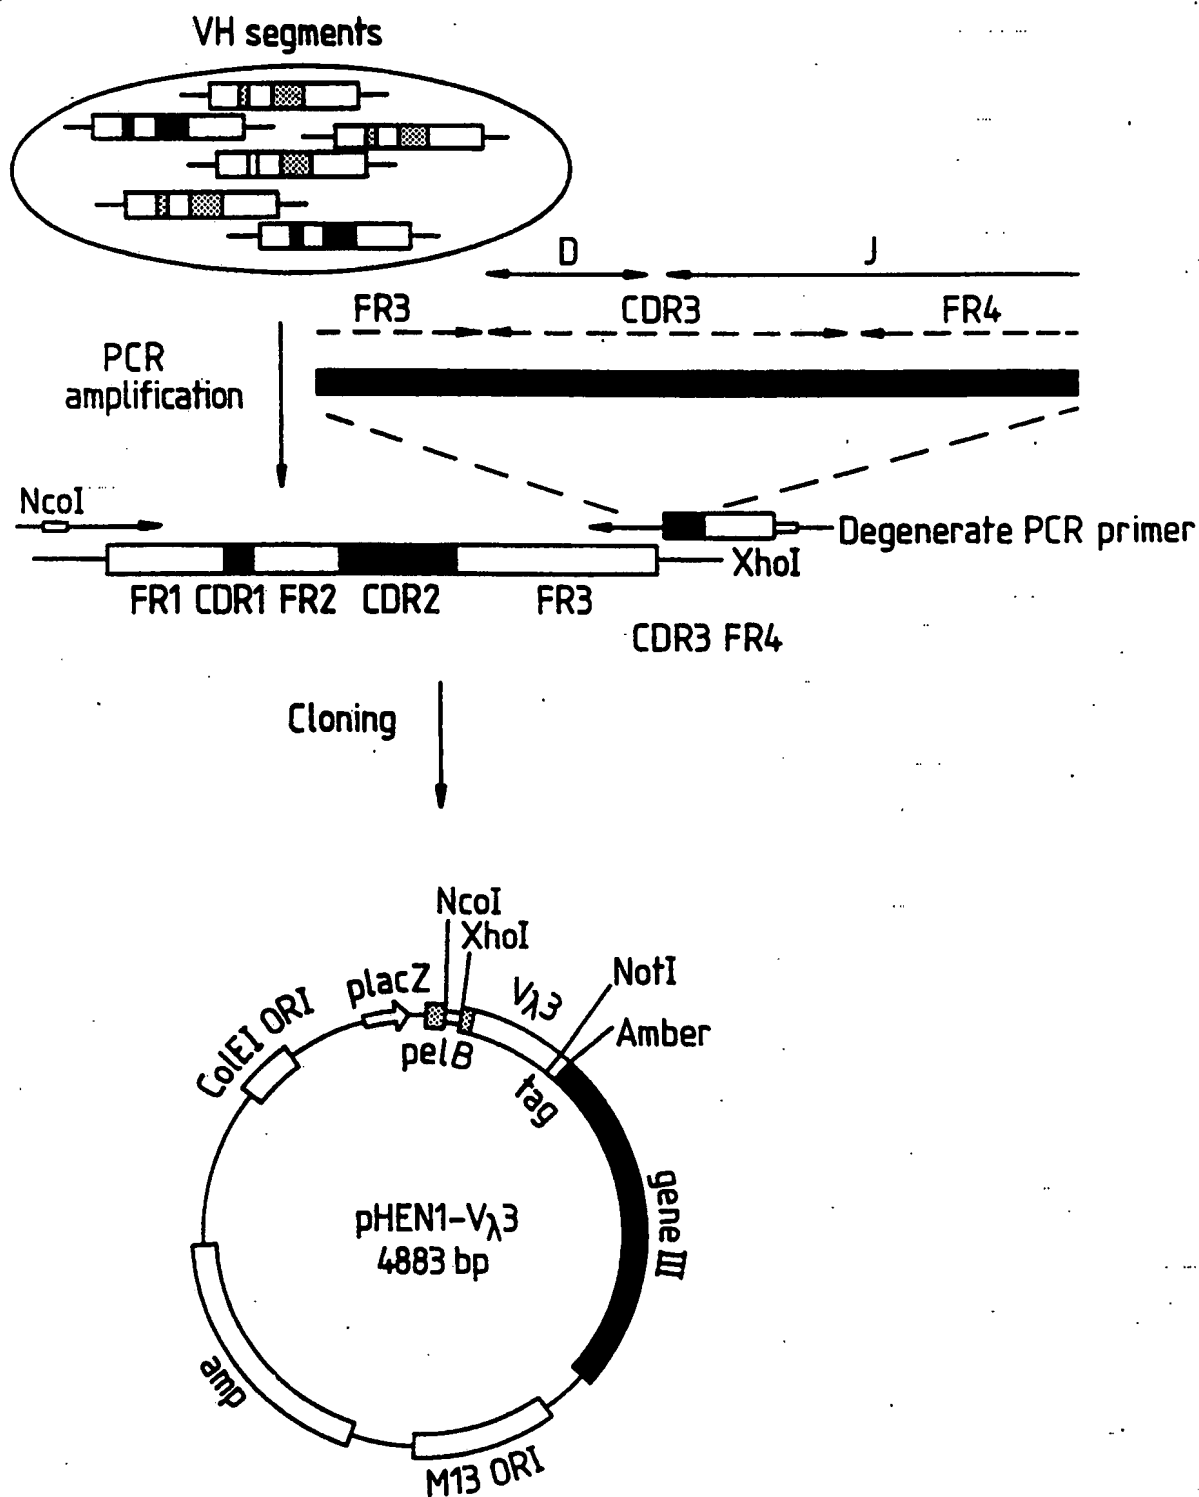 VH segments
D
J
FR3
CDR3
FR4
PCR
amplification
NcoI
Degenerate PCR primer
XhoI
FR1 CDR1 FR2 CDR2 FR3
CDR3 FR4
Cloning
NcoI
XhoI
NotI
placZ
Vλ3
Amber
ColEI ORI
pelB
tag
gene III
pHEN1-Vλ3
4883 bp
amp
M13 ORI